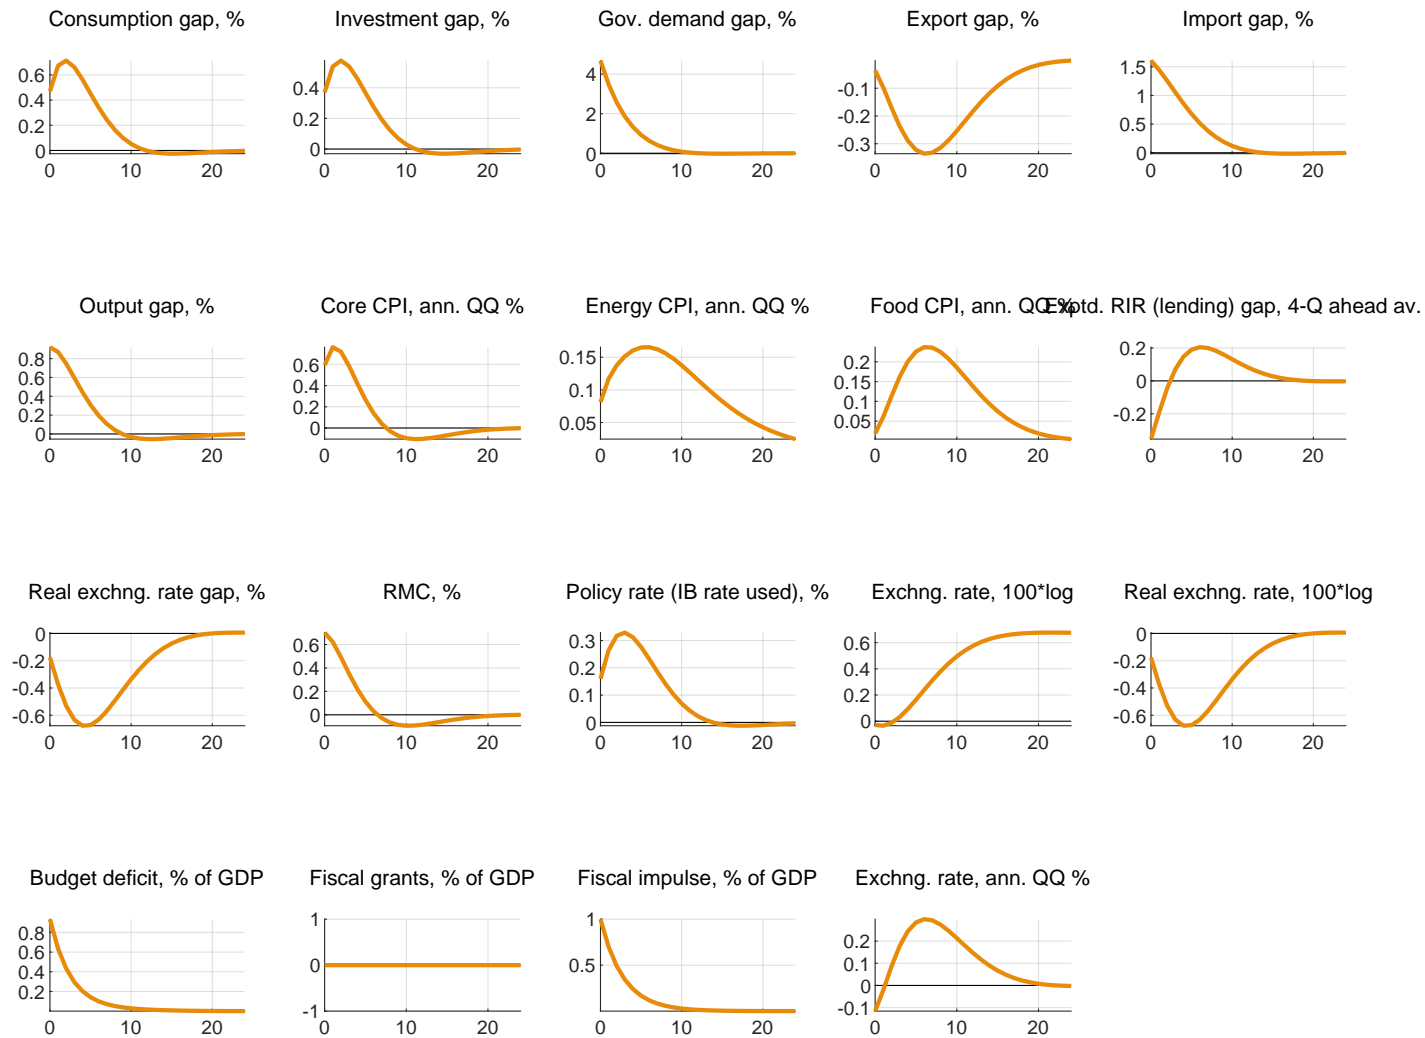 Consumption gap, %
0.6
0.4
0.2
0
0 10 20
Investment gap, %
0.4
0.2
0
0 10 20
Gov. demand gap, %
4
2
0
0 10 20
Export gap, %
-0.1
-0.2
-0.3
0 10 20
Import gap, %
1.5
1
0.5
0
0 10 20
Output gap, %
0.8
0.6
0.4
0.2
0
0 10 20
Core CPI, ann. QQ %
0.6
0.4
0.2
0
0 10 20
Energy CPI, ann. QQ %
0.15
0.1
0.05
0 10 20
Food CPI, ann. QQ %
0.2
0.15
0.1
0.05
0 10 20
Exptd. RIR (lending) gap, 4-Q ahead av.
0.2
0
-0.2
0 10 20
Real exchng. rate gap, %
0
-0.2
-0.4
-0.6
0 10 20
RMC, %
0.6
0.4
0.2
0
0 10 20
Policy rate (IB rate used), %
0.3
0.2
0.1
0
0 10 20
Exchng. rate, 100*log
0.6
0.4
0.2
0
0 10 20
Real exchng. rate, 100*log
0
-0.2
-0.4
-0.6
0 10 20
Budget deficit, % of GDP
0.8
0.6
0.4
0.2
0 10 20
Fiscal grants, % of GDP
1
0
-1
0 10 20
Fiscal impulse, % of GDP
1
0.5
0 10 20
Exchng. rate, ann. QQ %
0.2
0.1
0
-0.1
0 10 20